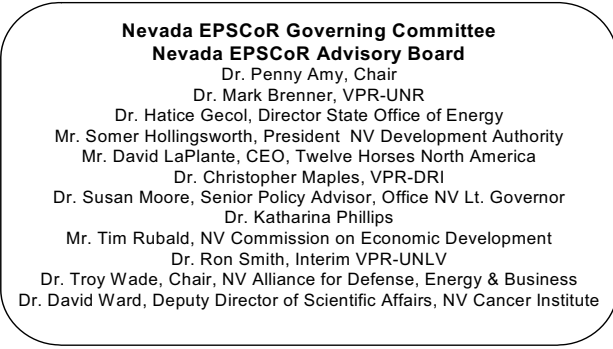 Nevada EPSCoR Governing Committee
Nevada EPSCoR Advisory Board
Dr. Penny Amy, Chair
Dr. Mark Brenner, VPR-UNR
Dr. Hatice Gecol, Director State Office of Energy
Mr. Somer Hollingsworth, President NV Development Authority
Mr. David LaPlante, CEO, Twelve Horses North America
Dr. Christopher Maples, VPR-DRI
Dr. Susan Moore, Senior Policy Advisor, Office NV Lt. Governor
Dr. Katharina Phillips
Mr. Tim Rubald, NV Commission on Economic Development
Dr. Ron Smith, Interim VPR-UNLV
Dr. Troy Wade, Chair, NV Alliance for Defense, Energy & Business
Dr. David Ward, Deputy Director of Scientific Affairs, NV Cancer Institute